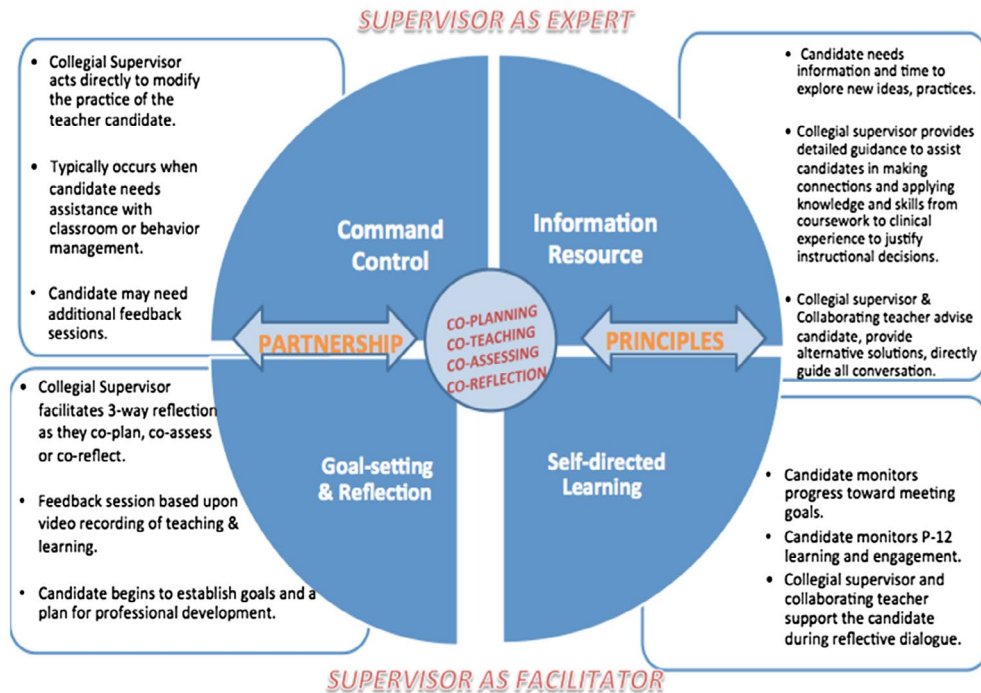 SUPERVISOR AS EXPERT
• Collegial Supervisor
acts directly to modify
the practice of the
teacher candidate.
• Typically occurs when
candidate needs
assistance with
classroom or behavior
management.
• Candidate may need
additional feedback
sessions.
Command
Control
Information
Resource
• Candidate needs
information and time to
explore new ideas, practices.
• Collegial supervisor provides
detailed guidance to assist
candidates in making
connections and applying
knowledge and skills from
coursework to clinical
experience to justify
instructional decisions.
• Collegial supervisor &
Collaborating teacher advise
candidate, provide
alternative solutions, directly
guide all conversation.
PARTNERSHIP
CO-PLANNING
CO-TEACHING
CO-ASSESSING
CO-REFLECTION
PRINCIPLES
• Collegial Supervisor
facilitates 3-way reflection
as they co-plan, co-assess
or co-reflect.
• Feedback session based upon
video recording of teaching &
learning.
• Candidate begins to establish goals and a
plan for professional development.
Goal-setting
& Reflection
Self-directed
Learning
• Candidate monitors
progress toward meeting
goals.
• Candidate monitors P-12
learning and engagement.
• Collegial supervisor and
collaborating teacher
support the candidate
during reflective dialogue.
SUPERVISOR AS FACILITATOR